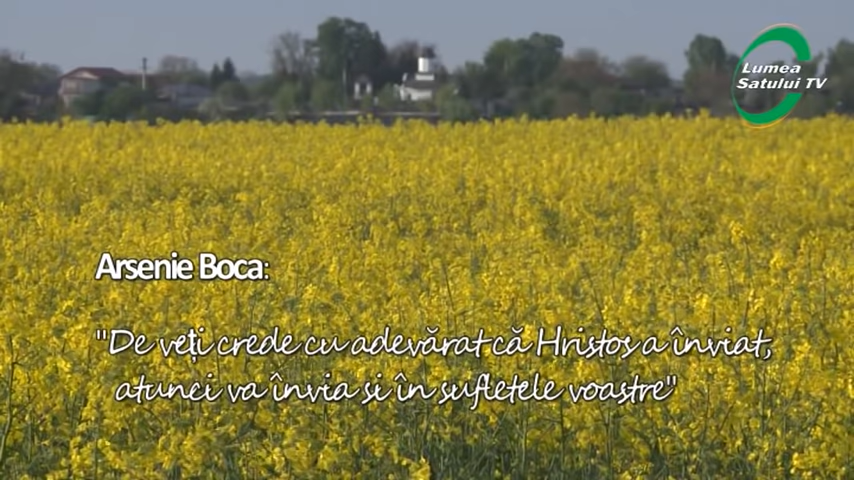 Lumea
Satului TV
Arsenie Boca:
"De veți crede cu adevărat că Hristos a înviat,
atunci va învia si în sufletele voastre"